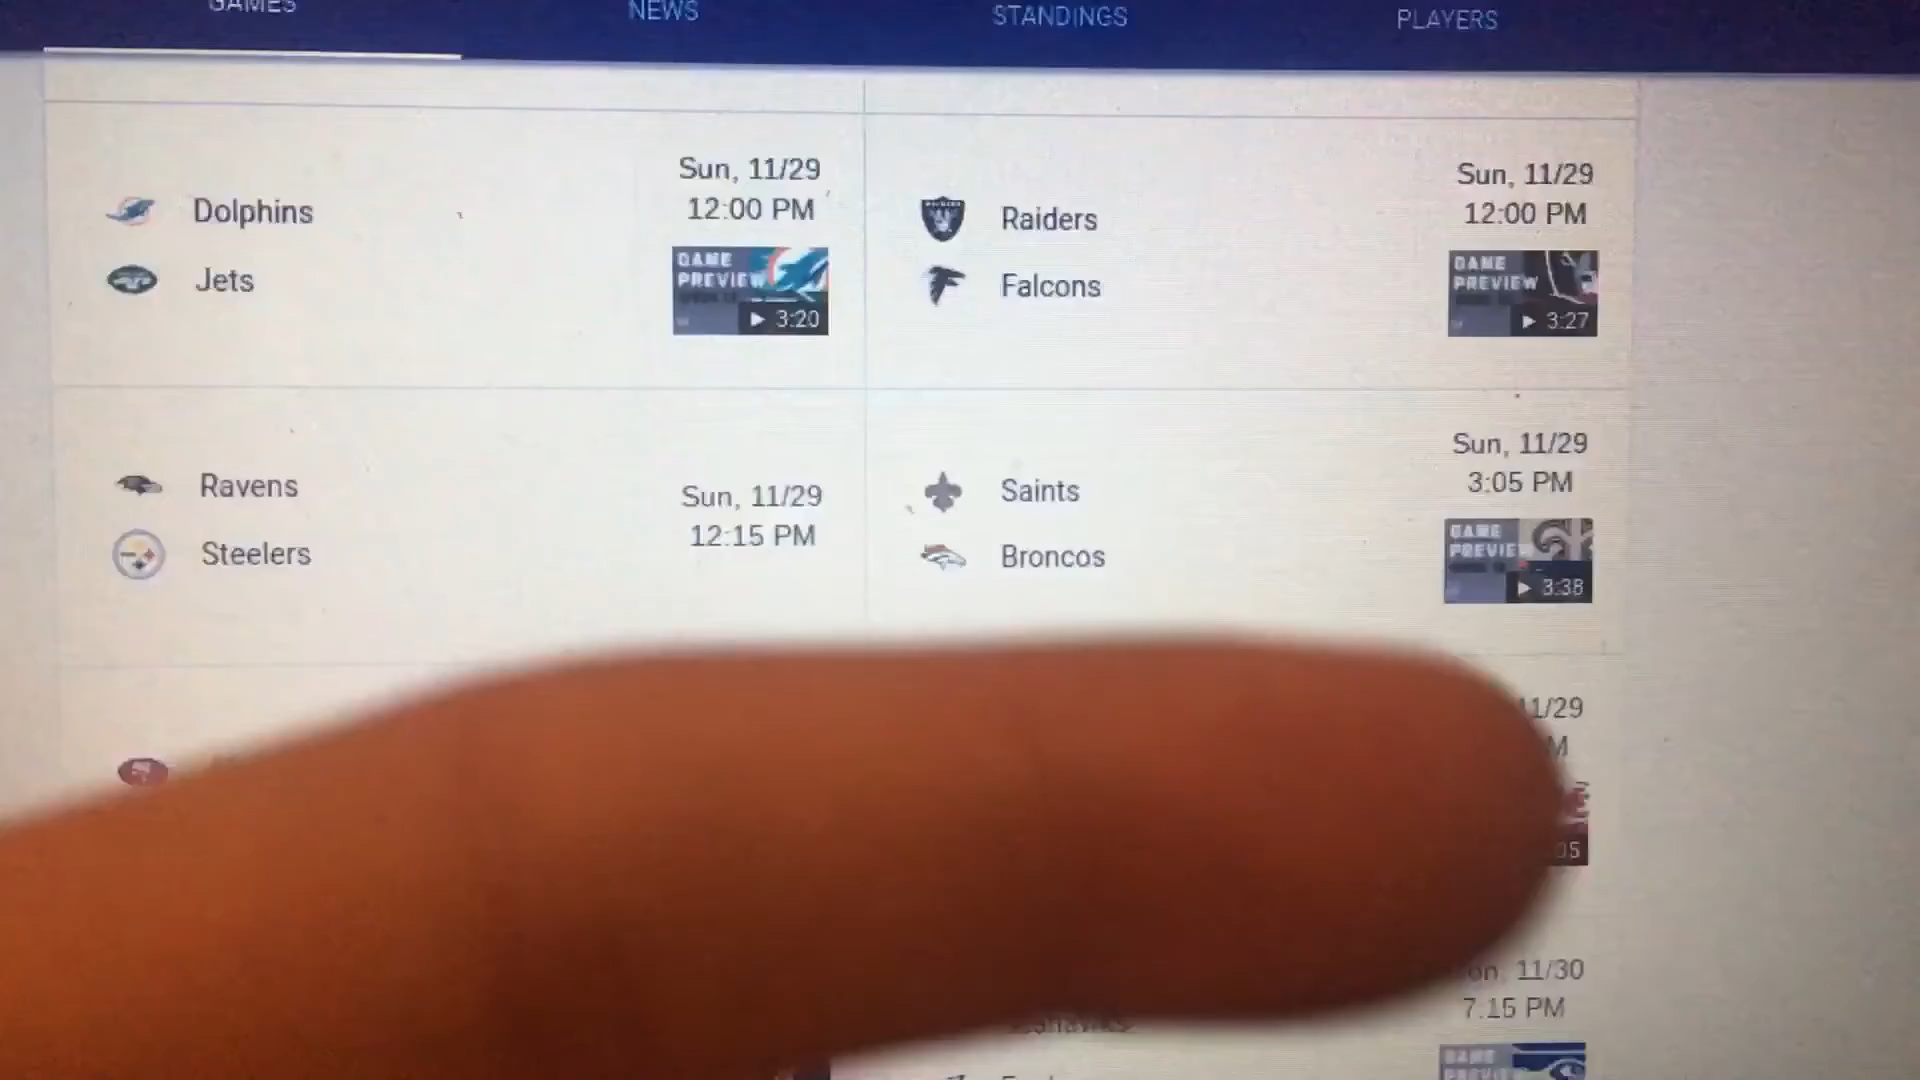 GAMES
NEWS
STANDINGS
PLAYERS
Dolphins
Jets
Sun, 11/29
12:00 PM
GAME
PREVIEW
3:20
Raiders
Falcons
Sun, 11/29
12:00 PM
GAME
PREVIEW
3:27
Ravens
Steelers
Sun, 11/29
12:15 PM
Saints
Broncos
Sun, 11/29
3:05 PM
GAME
PREVIEW
3:38
11/29
11/30
7:15 PM
GAME